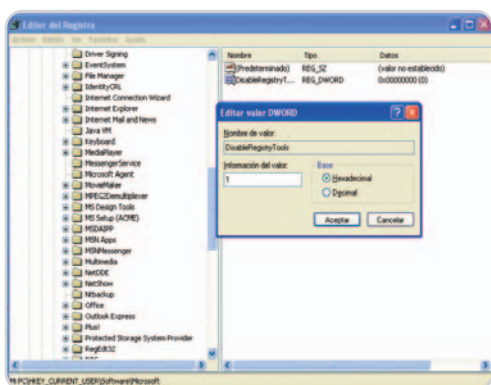 Editor del Registro
Archivo Edición Ver Favoritos Ayuda
Driver Signing
EventSystem
File Manager
IdentityCRL
Internet Connection Wizard
Internet Explorer
Internet Mail and News
Java VM
Keyboard
MediaPlayer
MessengerService
Microsoft Agent
MovieMaker
MPEG2Demultiplexer
MS Design Tools
MS Setup (ACME)
MSDAIPP
MSN Apps
MSNMessenger
Multimedia
NetDDE
NetShow
Ntbackup
Office
Outlook Express
Plus!
Protected Storage System Provider
RegEdt32
Nombre Tipo Datos
(Predeterminado) REG_SZ (valor no establecido)
DisableRegistryT... REG_DWORD 0x00000000 (0)
Editar valor DWORD
Nombre de valor:
DisableRegistryTools
Información del valor:
1
Base
Hexadecimal
Decimal
Aceptar Cancelar
Mi PC\HKEY_CURRENT_USER\Software\Microsoft